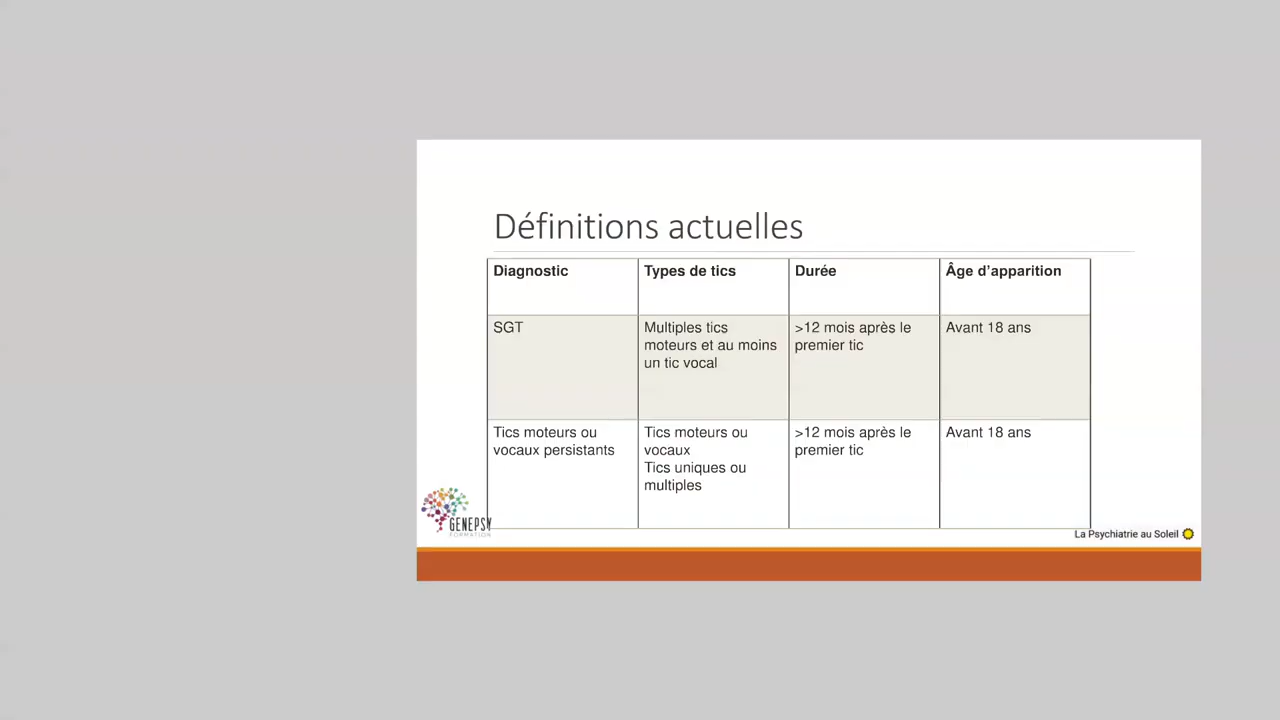 Définitions actuelles
Diagnostic
Types de tics
Durée
Âge d'apparition
SGT
Multiples tics
moteurs et au moins
un tic vocal
>12 mois après le
premier tic
Avant 18 ans
Tics moteurs ou
vocaux persistants
Tics moteurs ou
vocaux
Tics uniques ou
multiples
>12 mois après le
premier tic
Avant 18 ans
GENEPSY
FORMATION
La Psychiatrie au Soleil